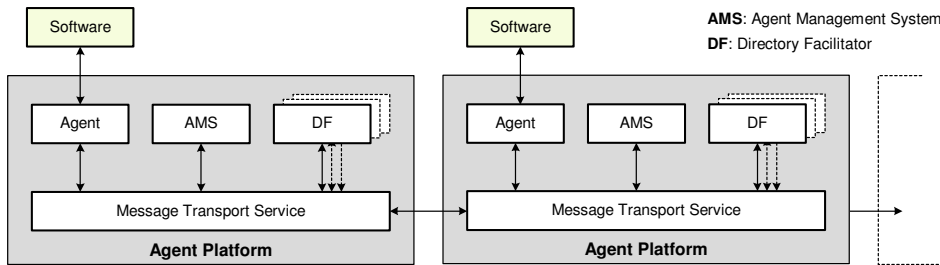 Software
Software
AMS: Agent Management System
DF: Directory Facilitator
Agent
AMS
DF
Agent
AMS
DF
Message Transport Service
Message Transport Service
Agent Platform
Agent Platform